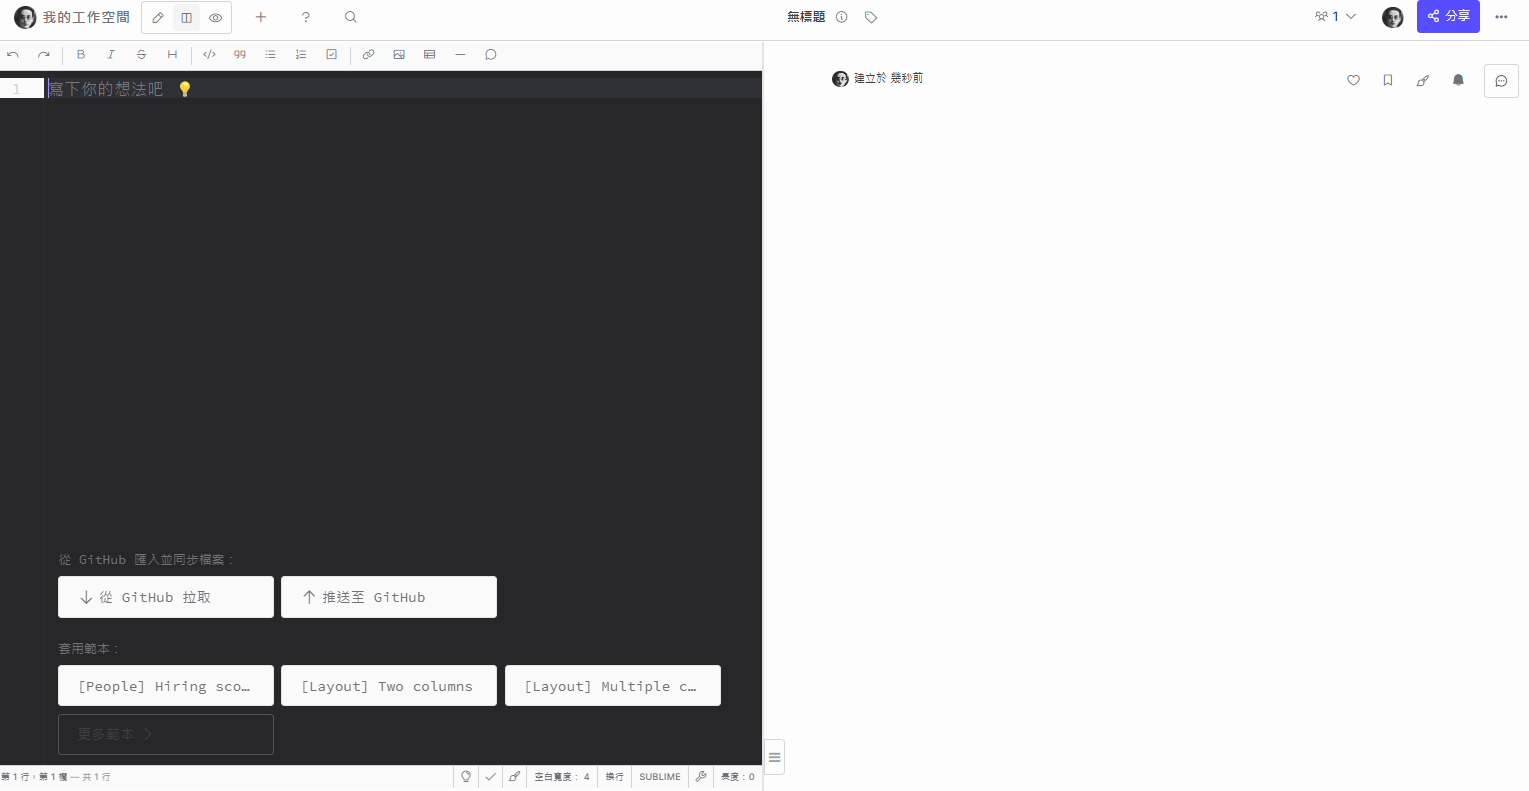 我的工作空間
無標題
1
分享
B I S H
1
寫下你的想法吧 💡
建立於 幾秒前
從 GitHub 匯入並同步檔案：
從 GitHub 拉取
推送至 GitHub
套用範本：
[People] Hiring sco…
[Layout] Two columns
[Layout] Multiple c…
更多範本
第 1 行，第 1 欄 — 共 1 行
空白寬度： 4
換行
SUBLIME
長度：0